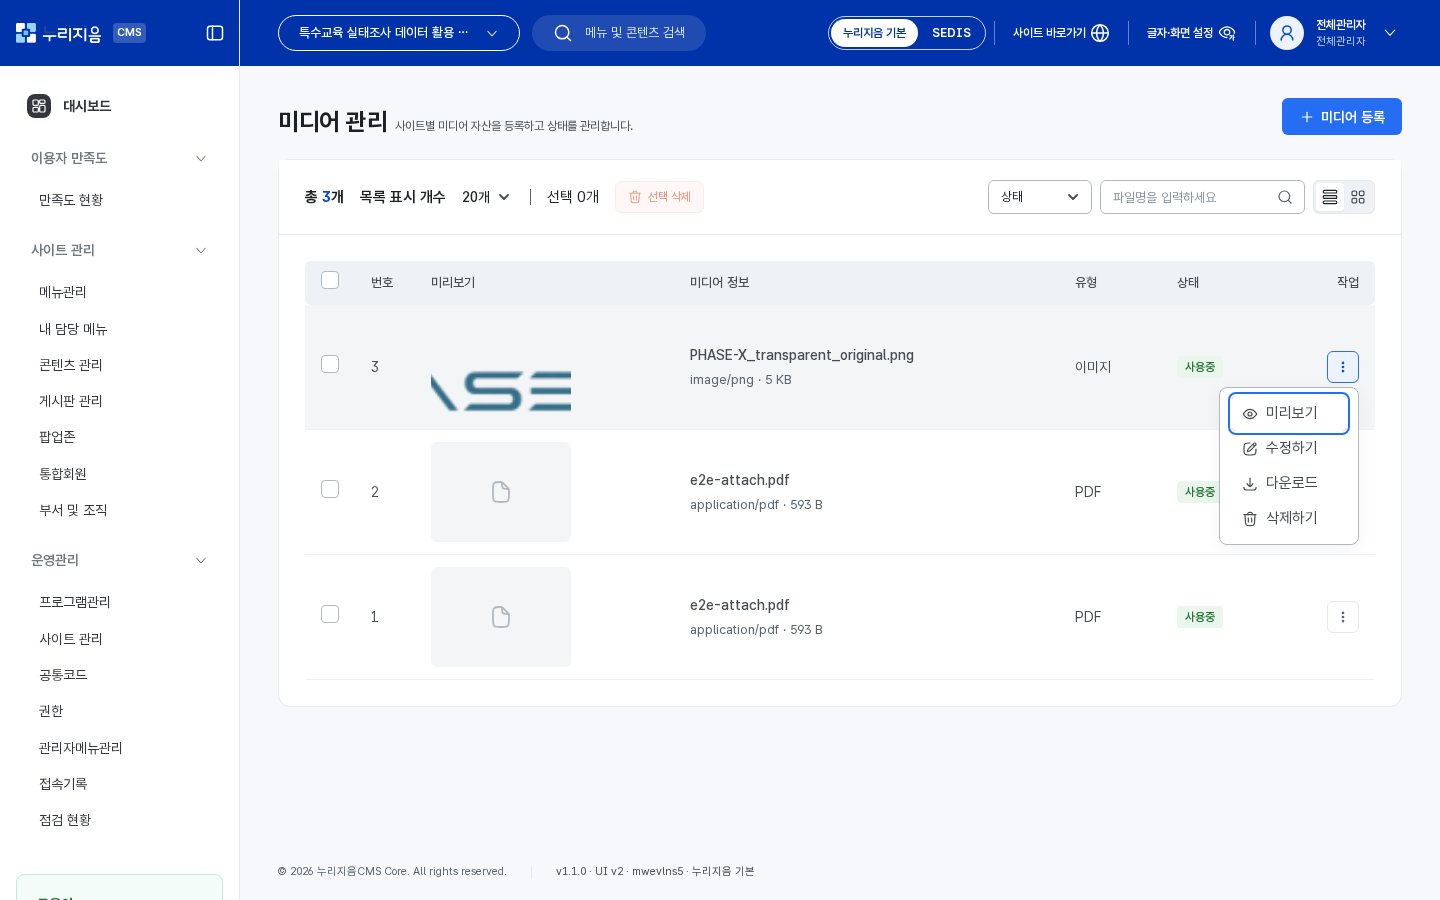 누리지음 CMS
특수교육 실태조사 데이터 활용 ···
메뉴 및 콘텐츠 검색
누리지음 기본
SEDIS
사이트 바로가기
글자·화면 설정
전체관리자
전체관리자
대시보드
이용자 만족도
만족도 현황
사이트 관리
메뉴관리
내 담당 메뉴
콘텐츠 관리
게시판 관리
팝업존
통합회원
부서 및 조직
운영관리
프로그램관리
사이트 관리
공통코드
권한
관리자메뉴관리
접속기록
점검 현황
미디어 관리 사이트별 미디어 자산을 등록하고 상태를 관리합니다.
미디어 등록
총 3개 목록 표시 개수 20개 선택 0개 선택 삭제
상태
파일명을 입력하세요
번호 미리보기 미디어 정보 유형 상태 작업
3 PHASE-X_transparent_original.png 이미지 사용중
image/png · 5 KB
미리보기
수정하기
다운로드
삭제하기
2 e2e-attach.pdf PDF 사용중
application/pdf · 593 B
1 e2e-attach.pdf PDF 사용중
application/pdf · 593 B
© 2026 누리지음CMS Core. All rights reserved.
v1.1.0 · UI v2 · mwevlns5 · 누리지음 기본